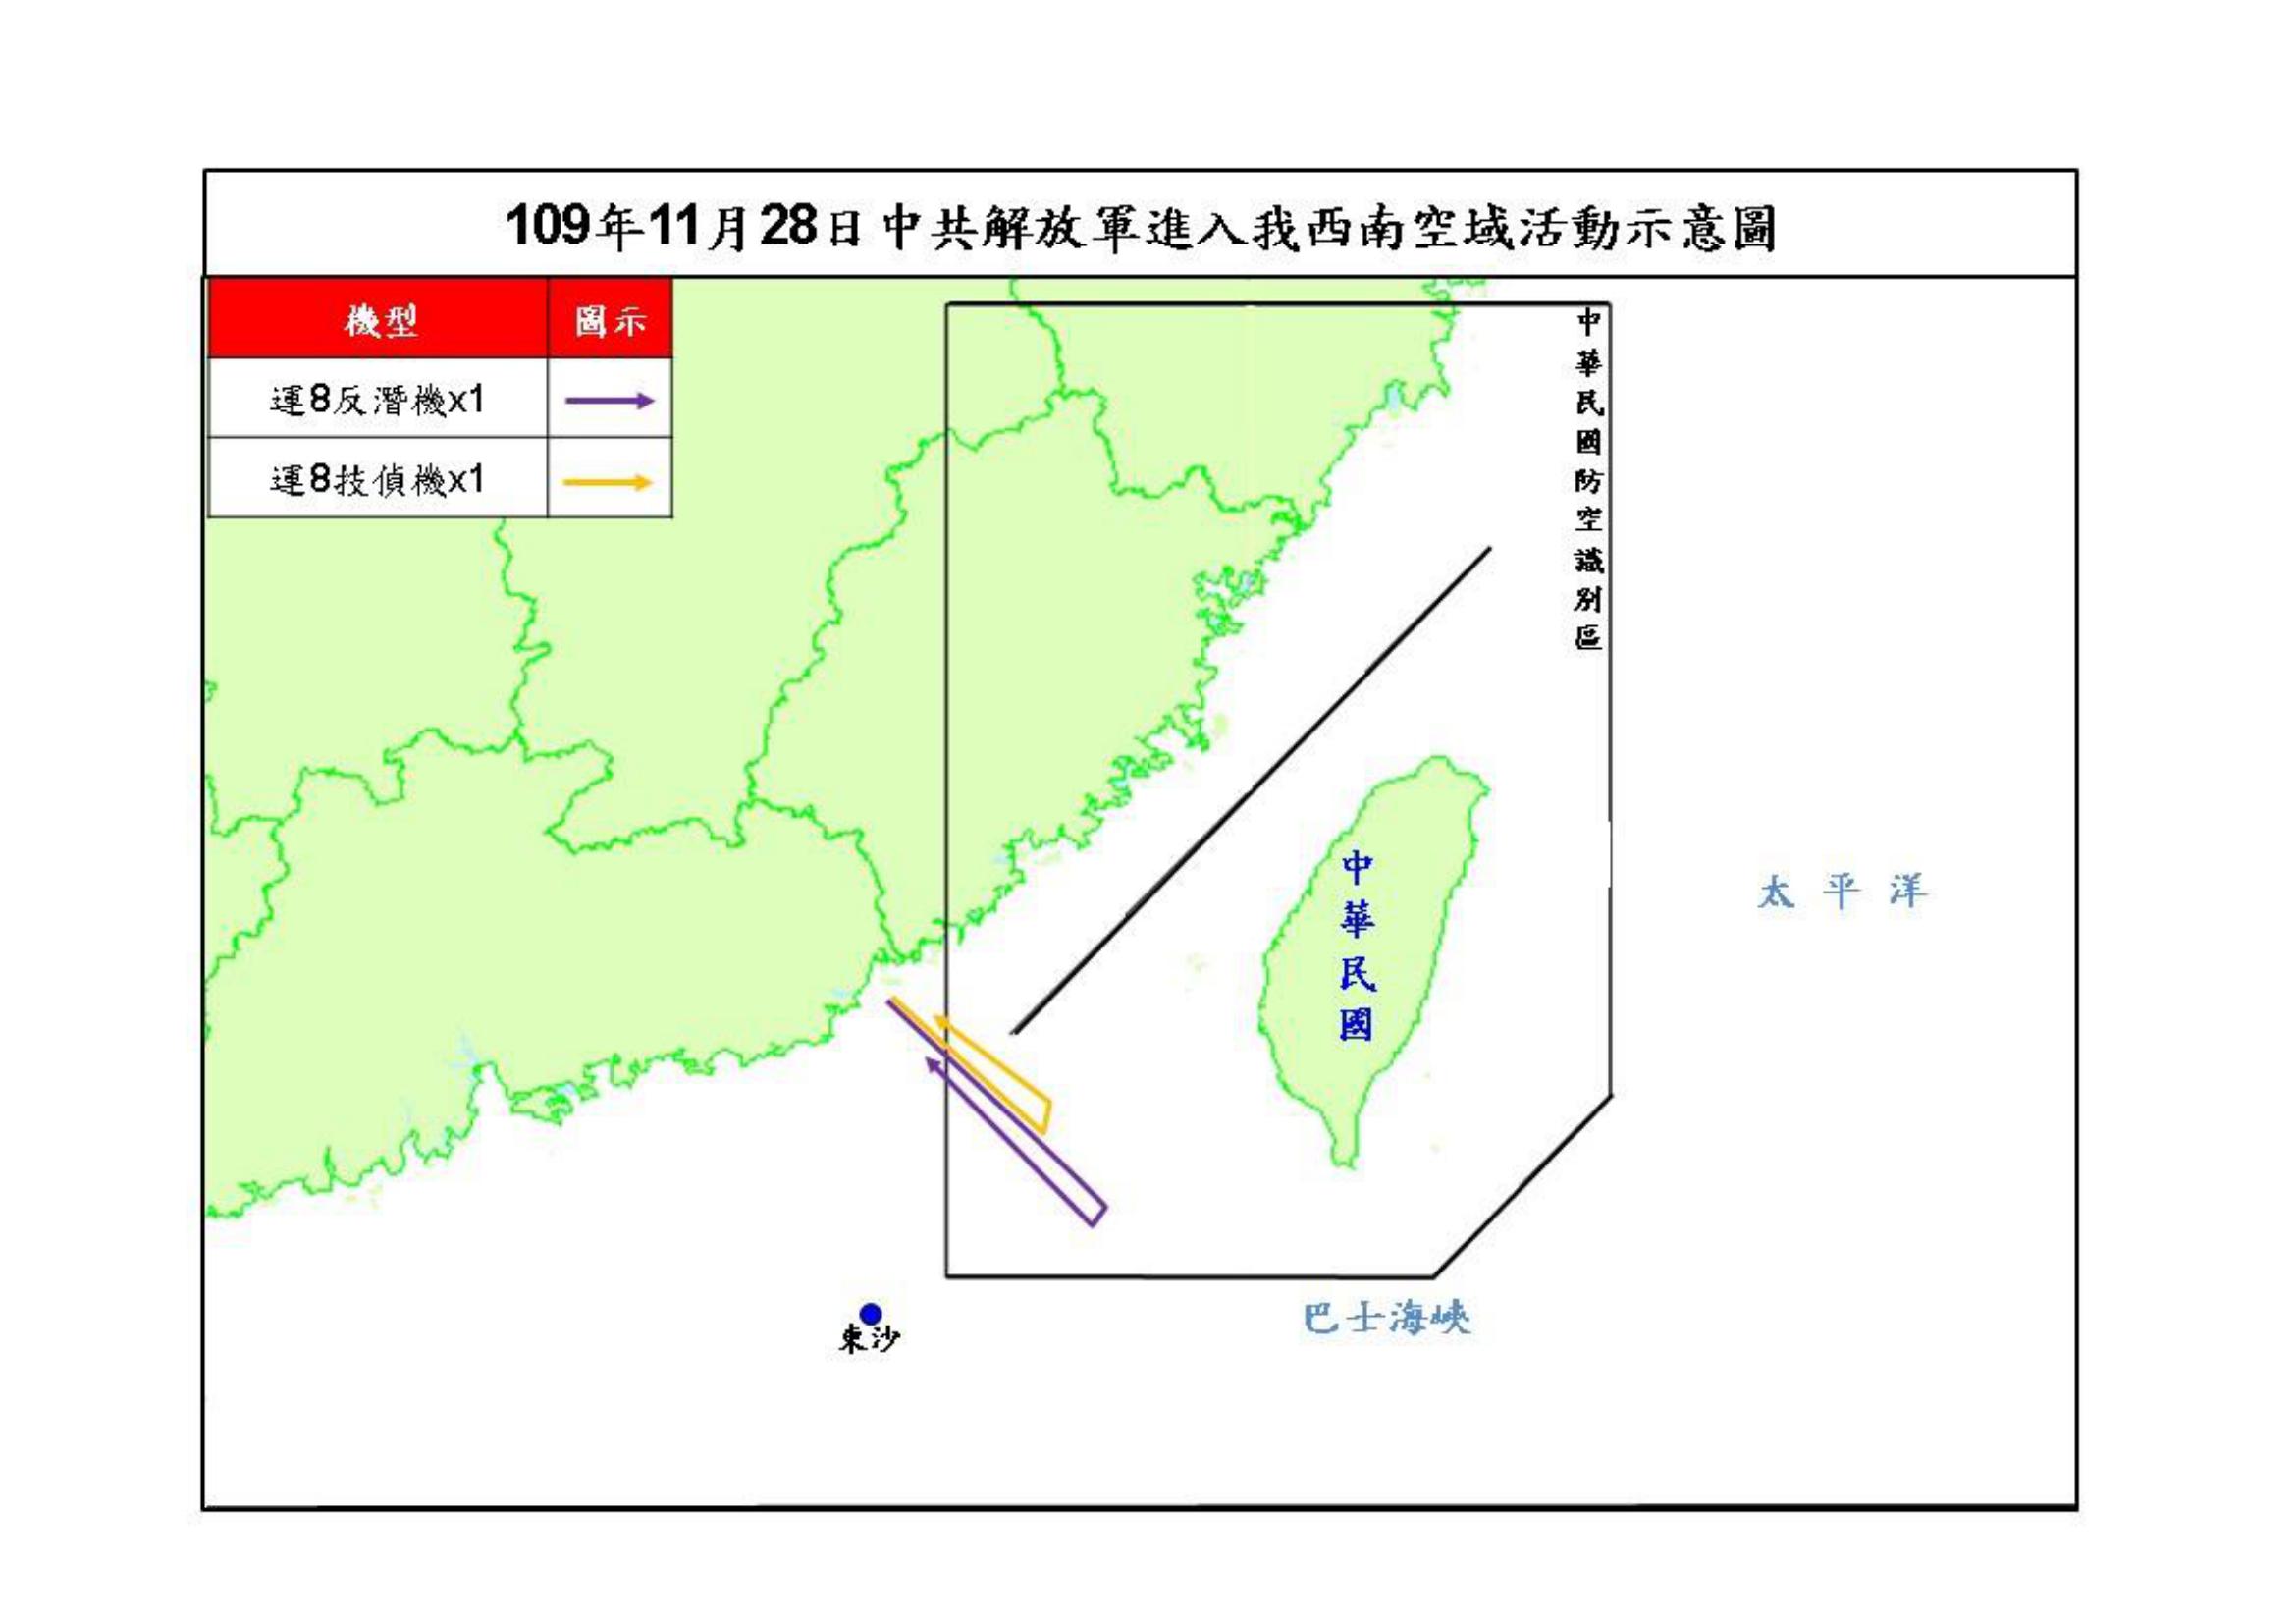 109年11月28日中共解放軍進入我西南空域活動示意圖
機型 圖示
運8反潛機x1
運8技偵機x1
中華民國防空識別區
中華民國
太平洋
巴士海峽
東沙